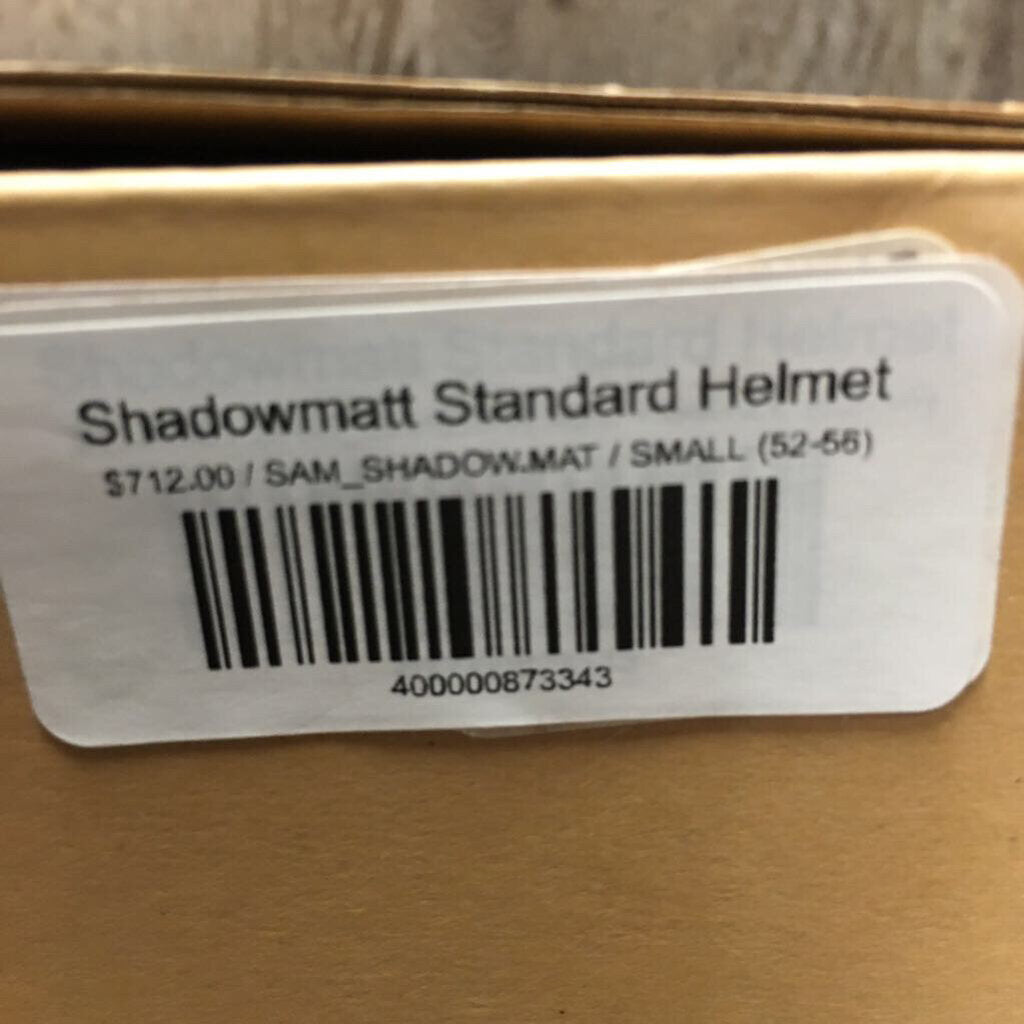 Shadowmatt Standard Helmet
$712.00 / SAM_SHADOW.MAT / SMALL (52-56)
400000873343